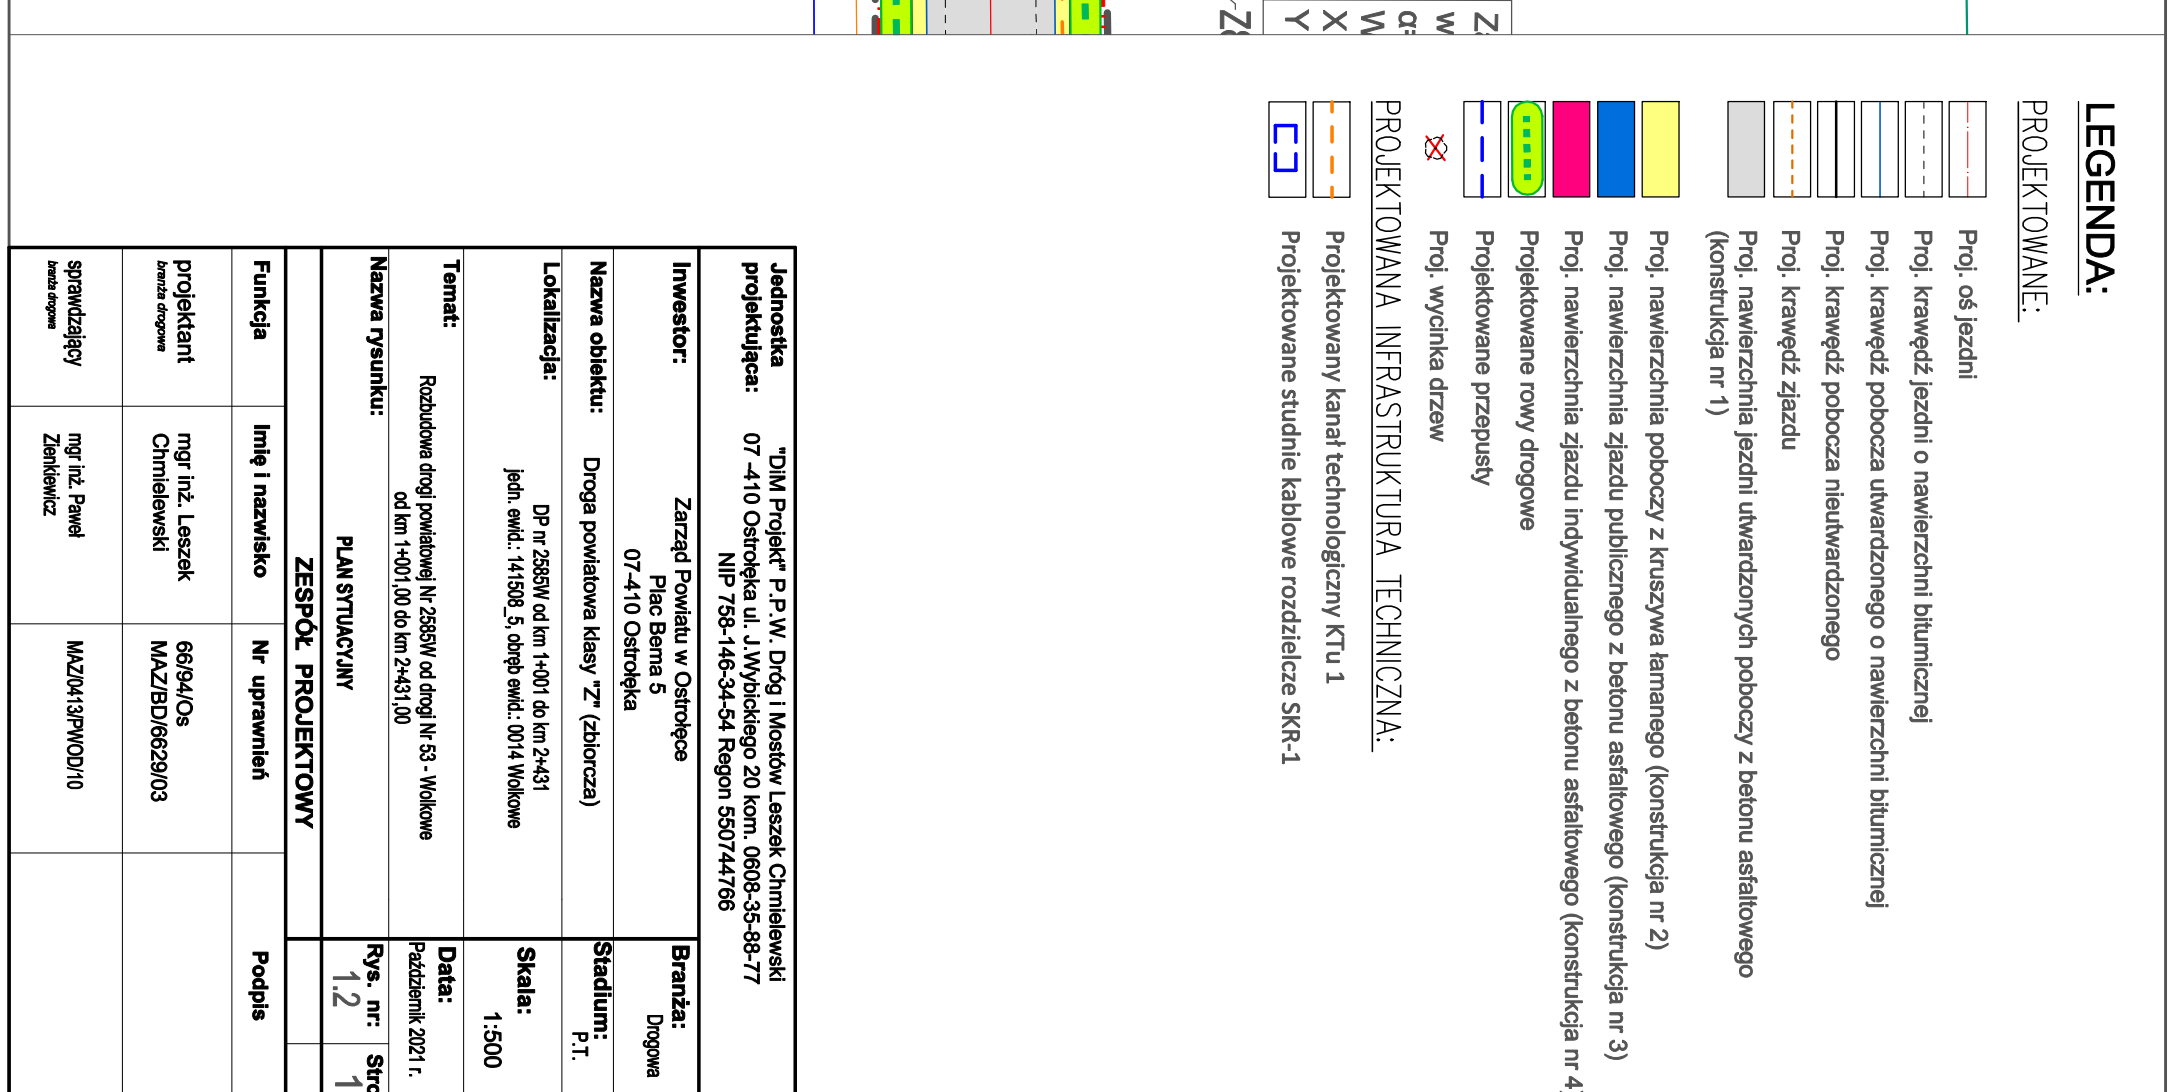 Z8
W
α:
X
Y
LEGENDA:
PROJEKTOWANE:
Proj. oś jezdni
Proj. krawędź jezdni o nawierzchni bitumicznej
Proj. krawędź pobocza utwardzonego o nawierzchni bitumicznej
Proj. krawędź pobocza nieutwardzonego
Proj. krawędź zjazdu
Proj. nawierzchnia jezdni utwardzonych poboczy z betonu asfaltowego
(konstrukcja nr 1)
Proj. nawierzchnia poboczy z kruszywa łamanego (konstrukcja nr 2)
Proj. nawierzchnia zjazdu publicznego z betonu asfaltowego (konstrukcja nr 3)
Proj. nawierzchnia zjazdu indywidualnego z betonu asfaltowego (konstrukcja nr 4
Projektowane rowy drogowe
Projektowane przepusty
Proj. wycinka drzew
PROJEKTOWANA INFRASTRUKTURA TECHNICZNA:
Projektowany kanał technologiczny KTu 1
Projektowane studnie kablowe rozdzielcze SKR-1
Jednostka
projektująca:
"DiM Projekt" P.P.W. Dróg i Mostów Leszek Chmielewski
07 -410 Ostrołęka ul. J.Wybickiego 20 kom. 0608-35-88-77
NIP 758-146-34-54 Regon 550744766
Inwestor:
Zarząd Powiatu w Ostrołęce
Plac Bema 5
07-410 Ostrołęka
Branża:
Drogowa
Nazwa obiektu:
Droga powiatowa klasy "Z" (zbiorcza)
Stadium:
P.T.
Lokalizacja:
DP nr 2585W od km 1+001 do km 2+431
jedn. ewid.: 141508_5, obręb ewid.: 0014 Wolkowe
Skala:
1:500
Temat:
Rozbudowa drogi powiatowej Nr 2585W od drogi Nr 53 - Wolkowe
od km 1+001,00 do km 2+431,00
Data:
Październik 2021 r.
Nazwa rysunku:
PLAN SYTUACYJNY
Rys. nr:
1.2
ZESPÓŁ PROJEKTOWY
Funkcja
Imię i nazwisko
Nr uprawnień
Podpis
projektant
branża drogowa
mgr inż. Leszek
Chmielewski
66/94/Os
MAZ/BD/6629/03
sprawdzający
branża drogowa
mgr inż. Paweł
Zienkiewicz
MAZ/0413/PWOD/10